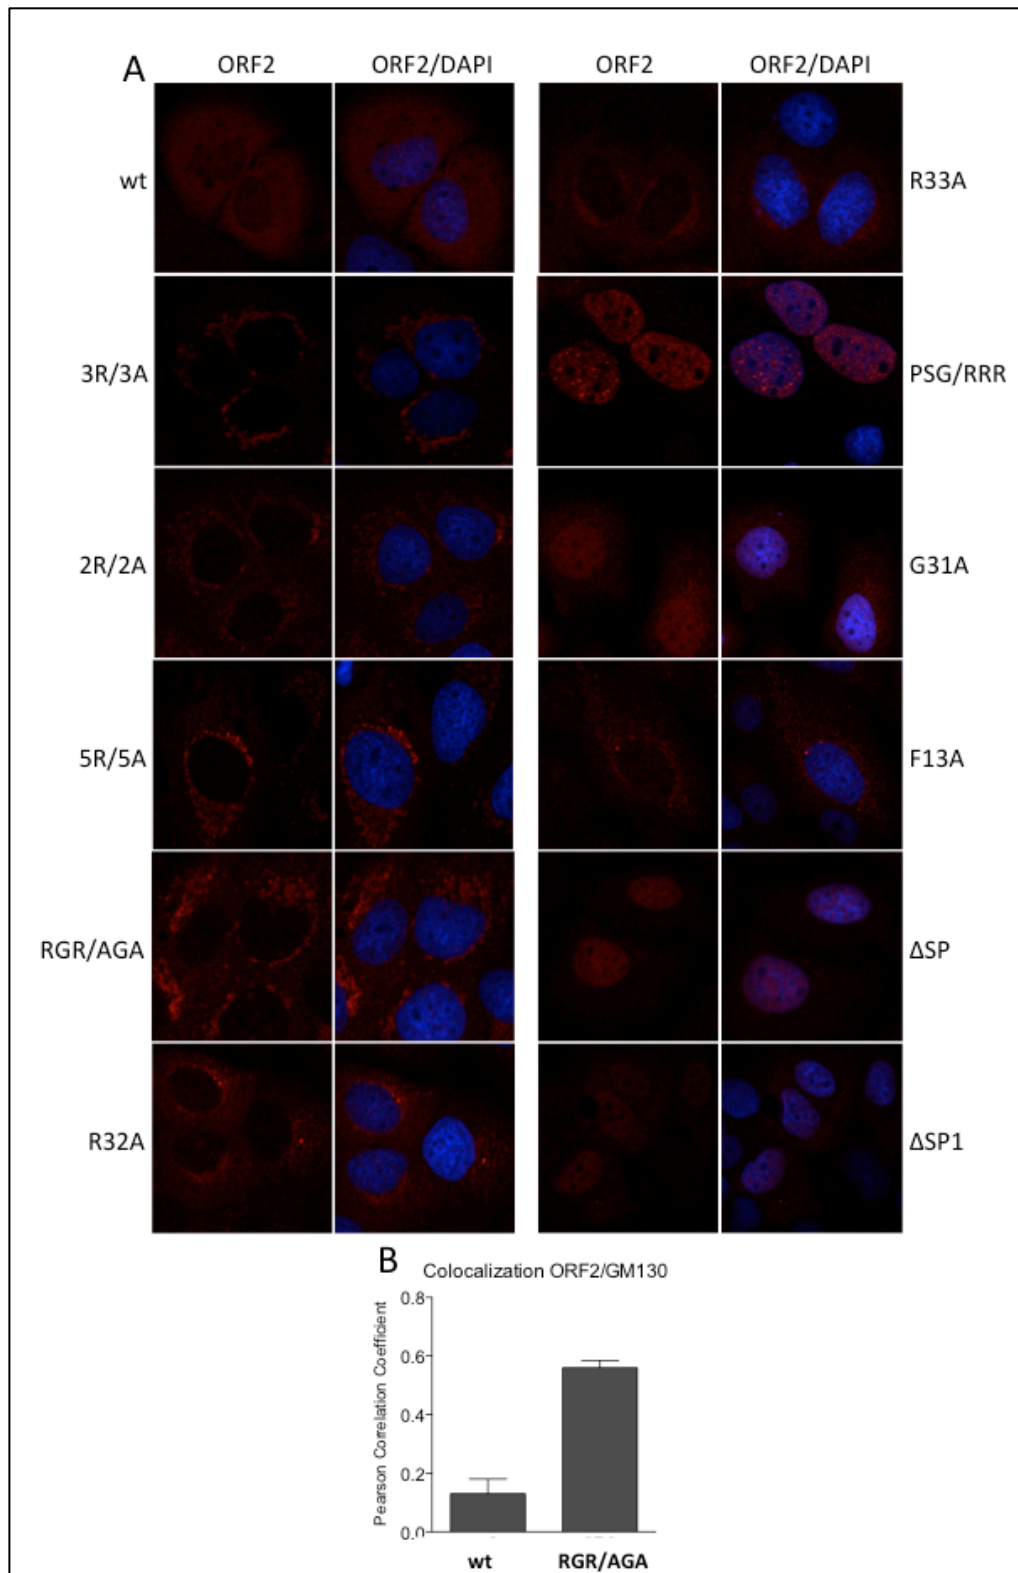 A
ORF2 ORF2/DAPI ORF2 ORF2/DAPI
wt R33A
3R/3A PSG/RRR
2R/2A G31A
5R/5A F13A
RGR/AGA ΔSP
R32A ΔSP1
B
Colocalization ORF2/GM130
Pearson Correlation Coefficient
0.8
0.6
0.4
0.2
0.0
wt RGR/AGA